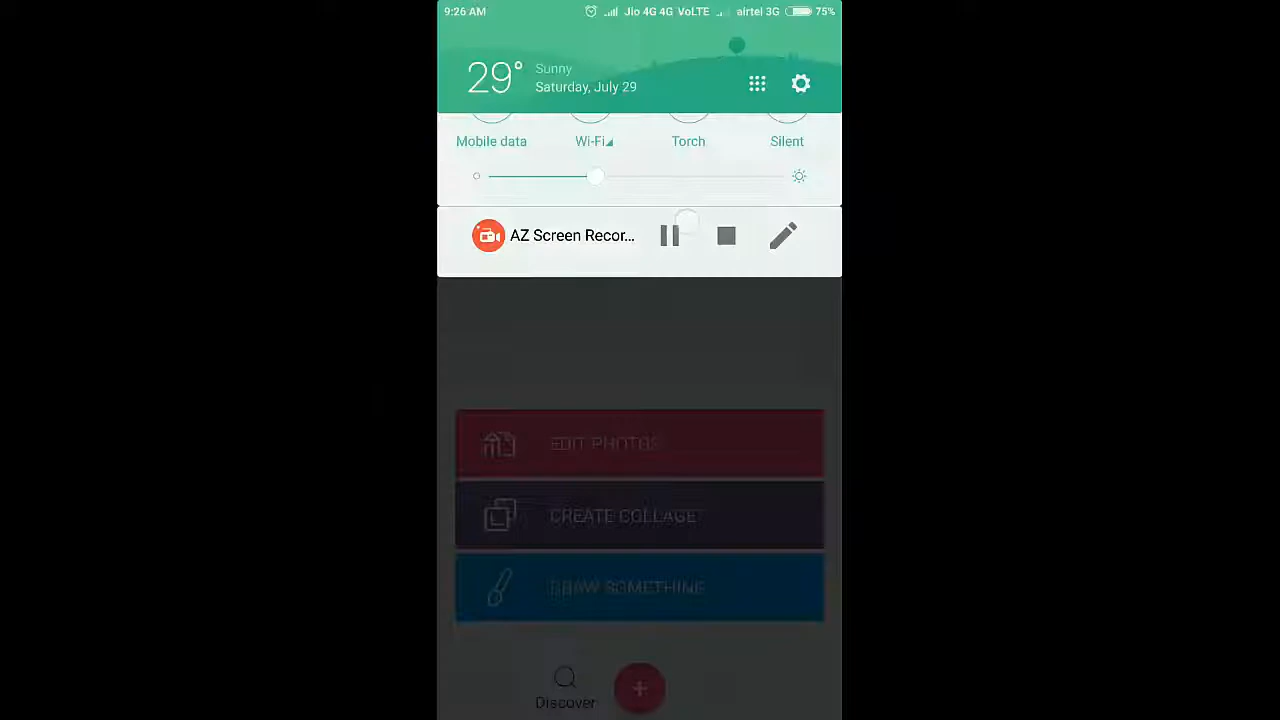 9:26 AM Jio 4G 4G VoLTE airtel 3G 75%
29° Sunny
Saturday, July 29
Mobile data Wi-Fi Torch Silent
AZ Screen Recor...
EDIT PHOTOS
CREATE COLLAGE
DRAW SOMETHING
Discover